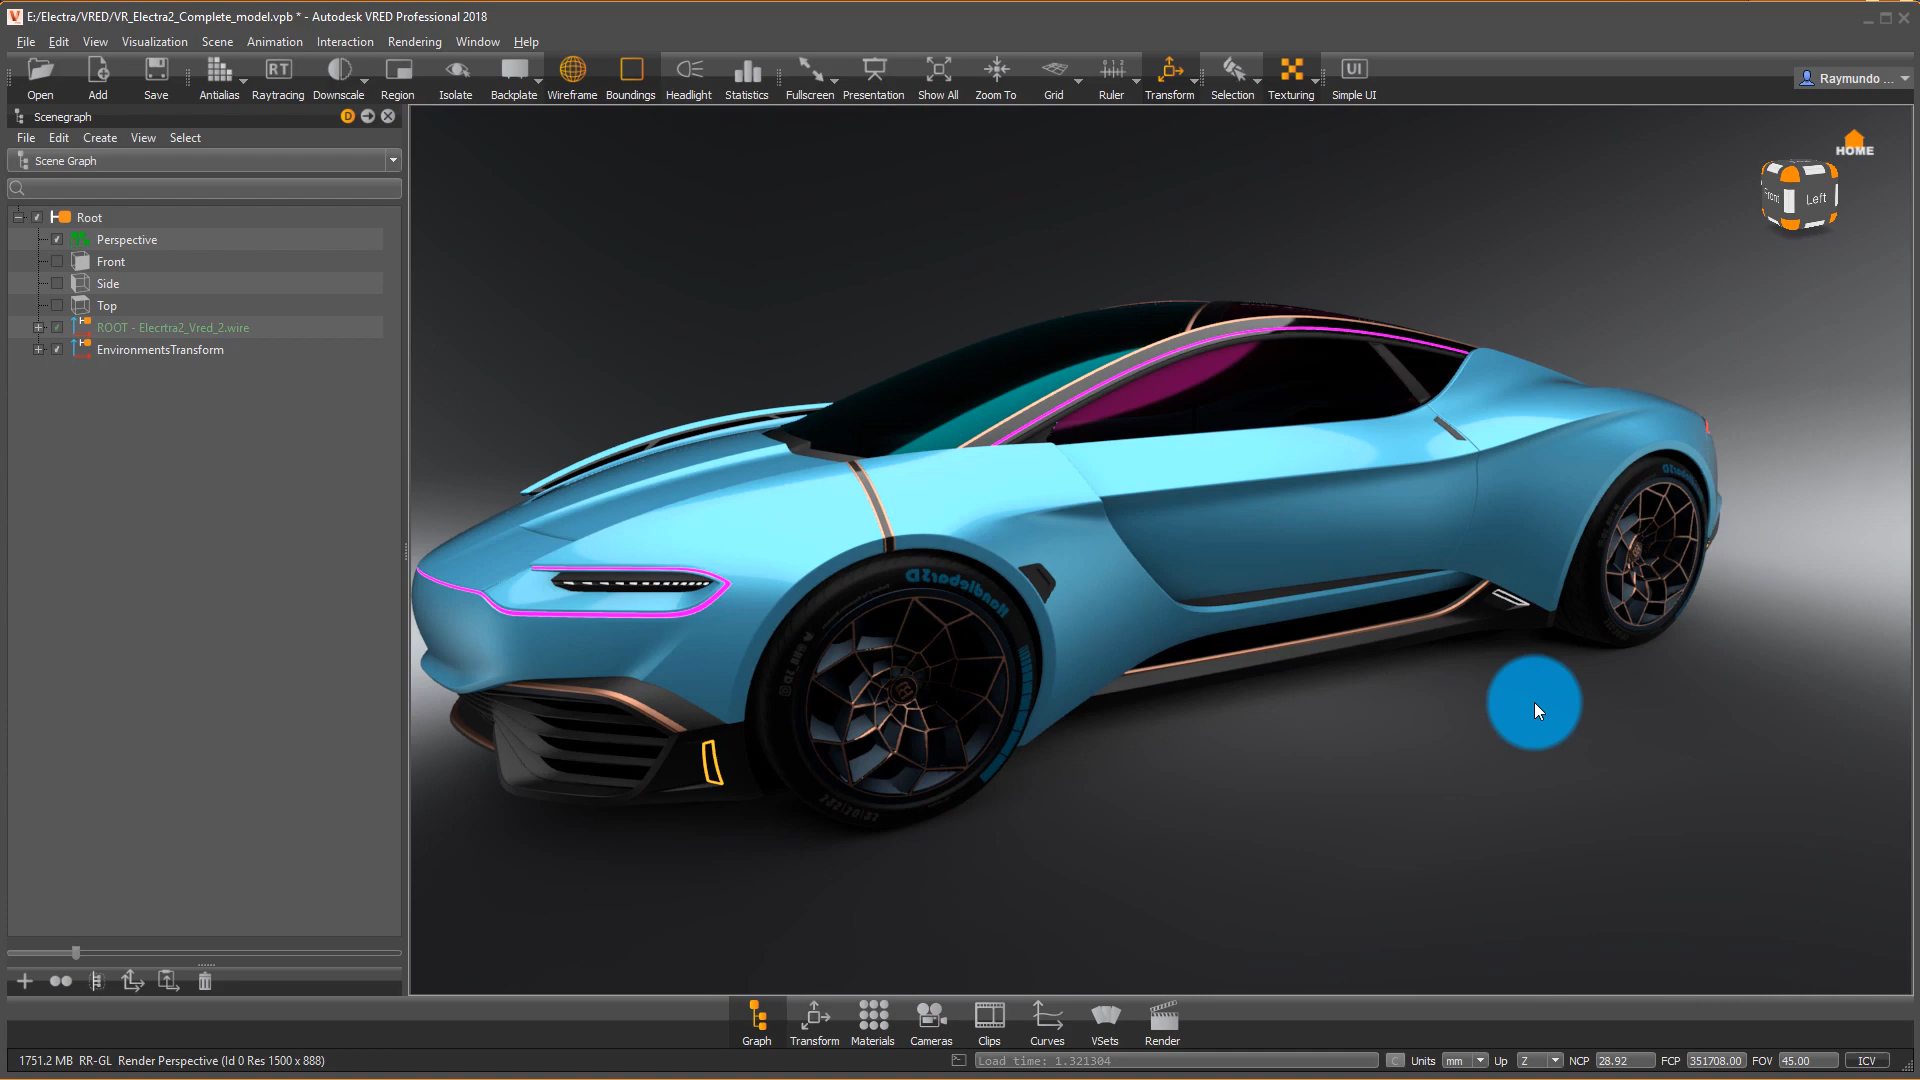 E:/Electra/VRED/VR_Electra2_Complete_model.vpb * - Autodesk VRED Professional 2018
File Edit View Visualization Scene Animation Interaction Rendering Window Help
Open Add Save Antialias Raytracing Downscale Region Isolate Backplate Wireframe Boundings Headlight Statistics Fullscreen Presentation Show All Zoom To Grid Ruler Transform Selection Texturing Simple UI
RT
UI
Raymundo ...
Scenegraph
D
File Edit Create View Select
Scene Graph
HOME
Front Left
Root
Perspective
Front
Side
Top
ROOT - Elecrtra2_Vred_2.wire
EnvironmentsTransform
Handlebar3D
Graph Transform Materials Cameras Clips Curves VSets Render
1751.2 MB RR-GL Render Perspective (Id 0 Res 1500 x 888)
Load time: 1.321304
C Units mm Up Z NCP 28.92 FCP 351708.00 FOV 45.00 ICV